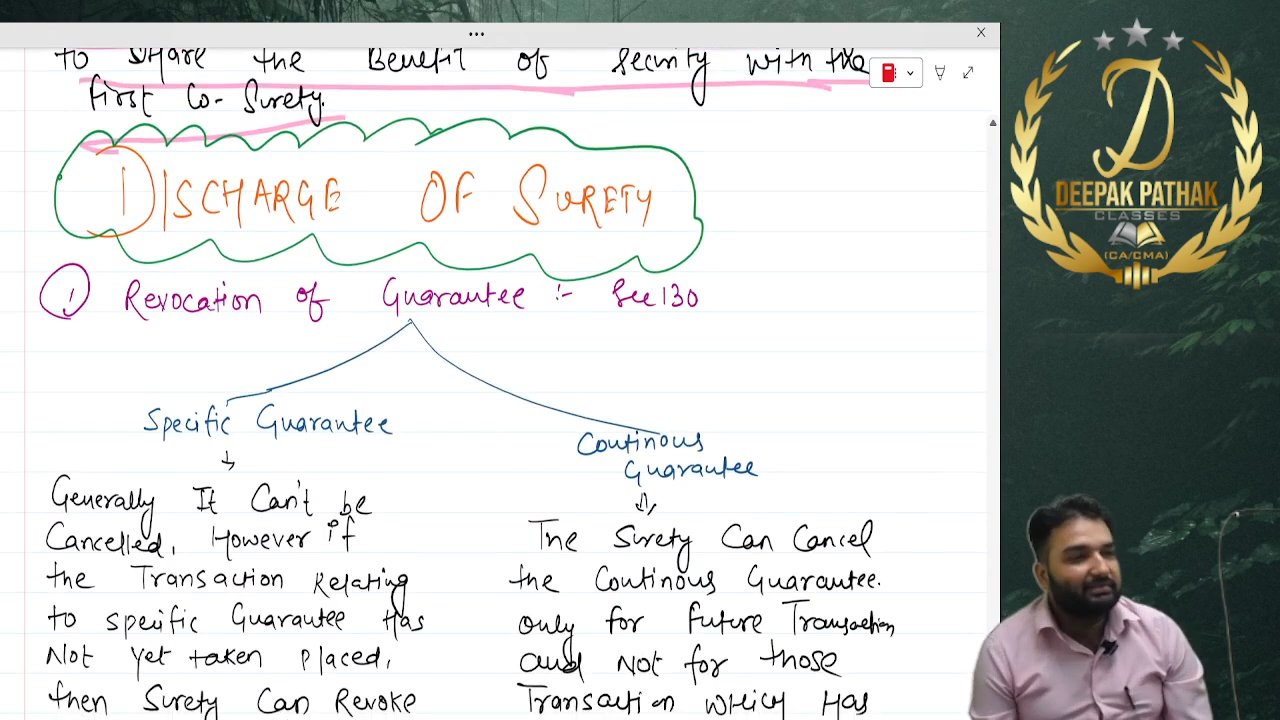 to Share the Benefit of Security with the
first Co-Surety.
DISCHARGE OF SURETY
① Revocation of Guarantee :- Sec 130
Specific Guarantee
Continous
Guarantee
Generally It Can't be
Cancelled, However if
the Transaction Relating
to specific Guarantee Has
Not Yet taken Placed,
then Surety Can Revoke
The Surety Can Cancel
the Continous Guarantee.
only for Future Transaction
and Not for those
Transaction Which Has
D
DEEPAK PATHAK
CLASSES
(CA/CMA)